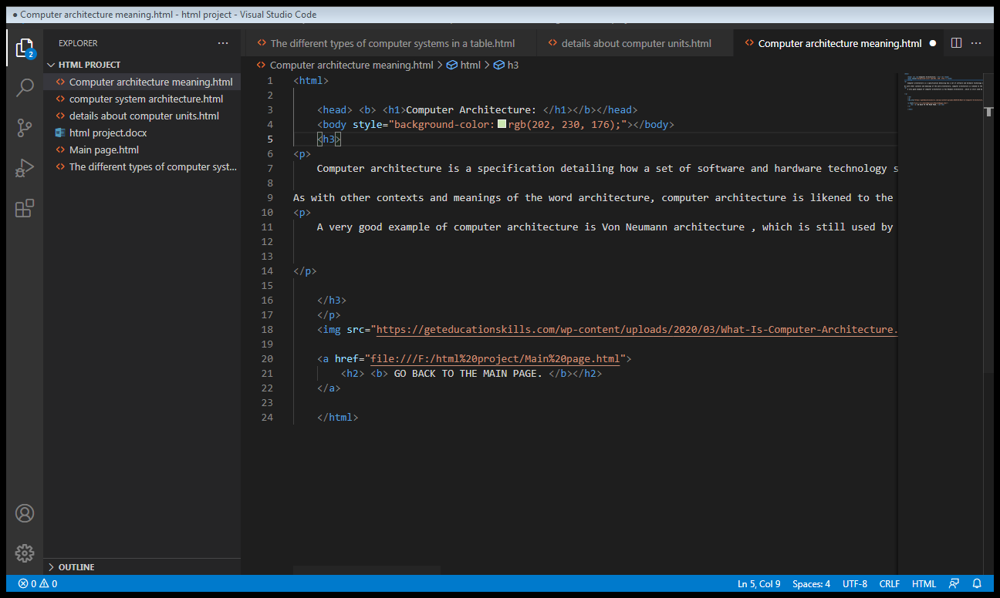 ● Computer architecture meaning.html - html project - Visual Studio Code
EXPLORER ···
The different types of computer systems in a table.html
details about computer units.html
Computer architecture meaning.html ● ···
HTML PROJECT
Computer architecture meaning.html
computer system architecture.html
details about computer units.html
html project.docx
Main page.html
The different types of computer syst...
OUTLINE
2
Computer architecture meaning.html > html > h3
1 <html>
2
3 <head> <b> <h1>Computer Architecture: </h1></b></head>
4 <body style="background-color: rgb(202, 230, 176);"></body>
5 <h3>
6 <p>
7 Computer architecture is a specification detailing how a set of software and hardware technology s
8
9 As with other contexts and meanings of the word architecture, computer architecture is likened to the
10 <p>
11 A very good example of computer architecture is Von Neumann architecture , which is still used by
12
13
14 </p>
15
16 </h3>
17 </p>
18 <img src="https://geteducationskills.com/wp-content/uploads/2020/03/What-Is-Computer-Architecture.
19
20 <a href="file:///F:/html%20project/Main%20page.html">
21 <h2> <b> GO BACK TO THE MAIN PAGE. </b></h2>
22 </a>
23
24 </html>
0 0 Ln 5, Col 9 Spaces: 4 UTF-8 CRLF HTML